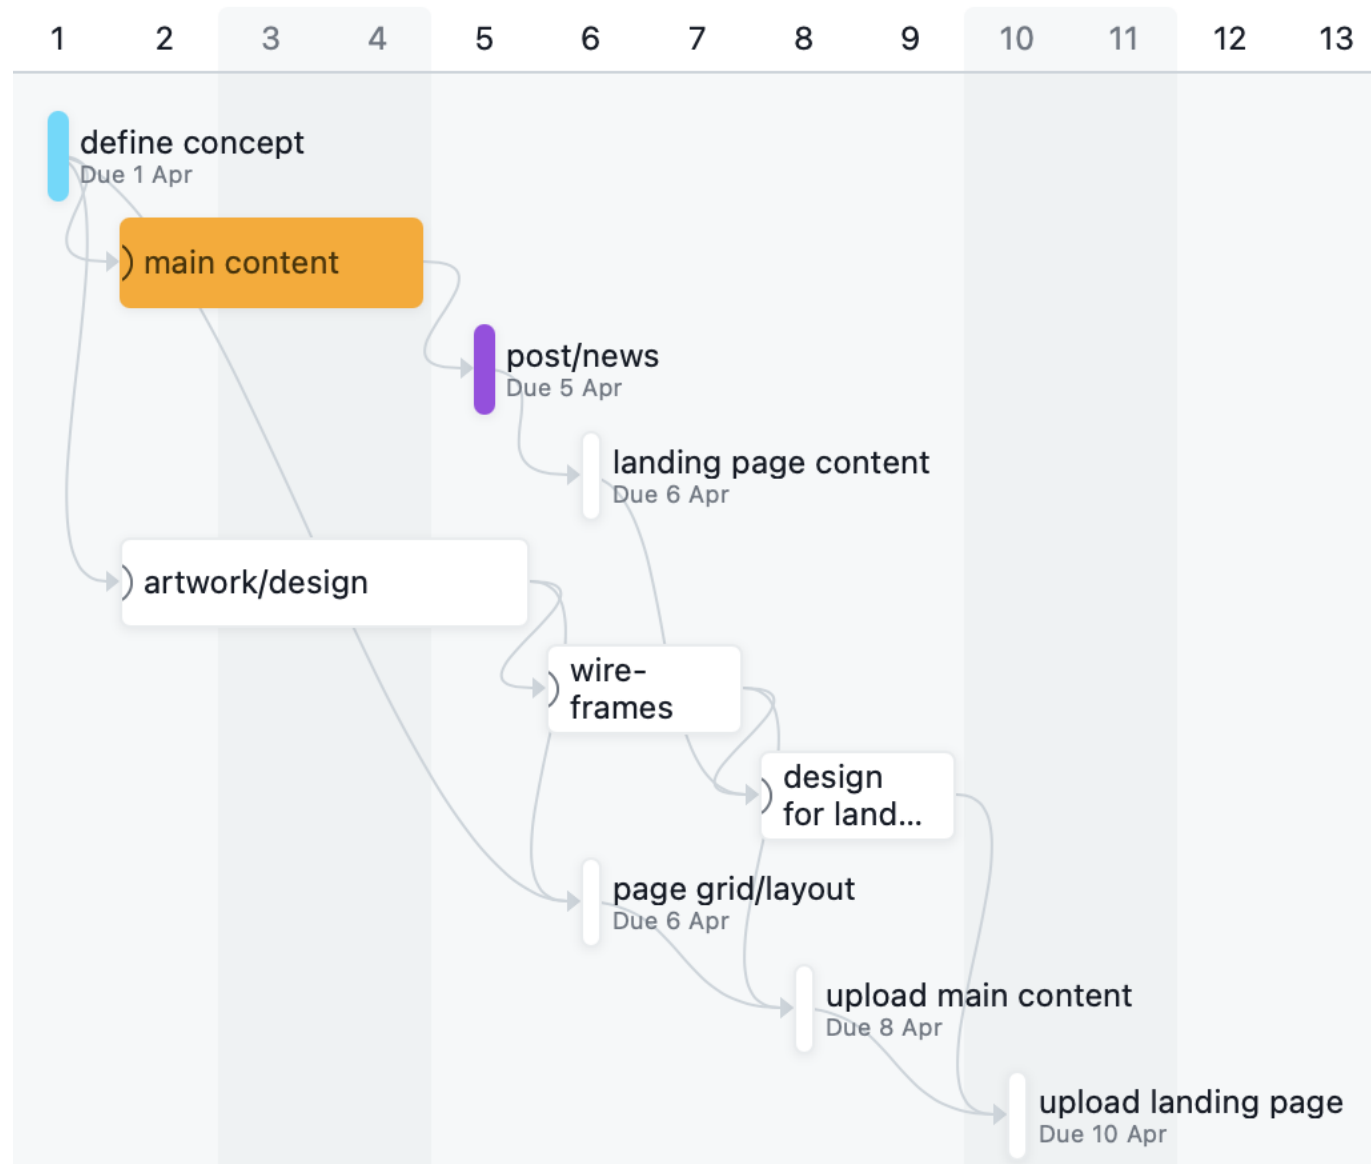 1 2 3 4 5 6 7 8 9 10 11 12 13
define concept
Due 1 Apr
main content
post/news
Due 5 Apr
landing page content
Due 6 Apr
artwork/design
wire-
frames
design
for land...
page grid/layout
Due 6 Apr
upload main content
Due 8 Apr
upload landing page
Due 10 Apr